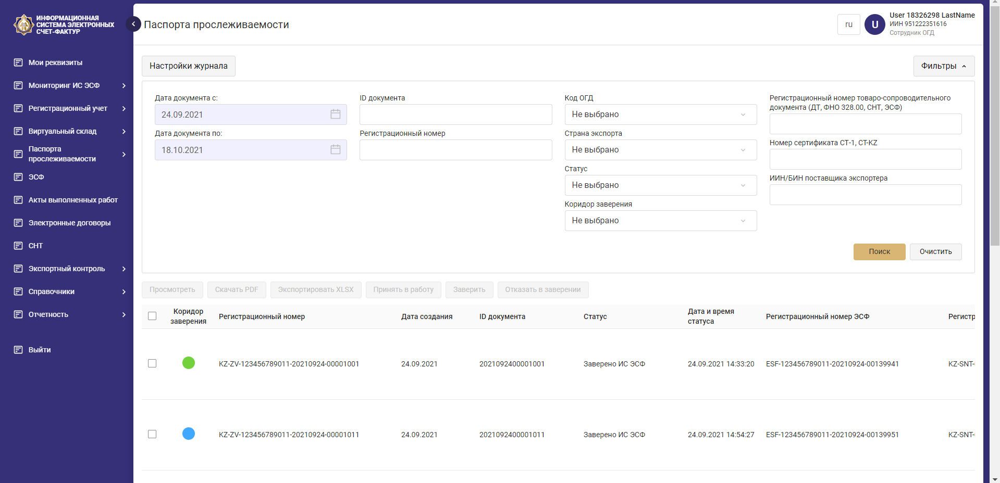 ИНФОРМАЦИОННАЯ
СИСТЕМА ЭЛЕКТРОННЫХ
СЧЕТ-ФАКТУР
Мои реквизиты
Мониторинг ИС ЭСФ
Регистрационный учет
Виртуальный склад
Паспорта
прослеживаемости
ЭСФ
Акты выполненных работ
Электронные договоры
СНТ
Экспортный контроль
Справочники
Отчетность
Выйти
Паспорта прослеживаемости
ru
U
User 18326298 LastName
ИИН 951222351616
Сотрудник ОГД
Настройки журнала
Фильтры
Дата документа с:
24.09.2021
Дата документа по:
18.10.2021
ID документа
Регистрационный номер
Код ОГД
Не выбрано
Страна экспорта
Не выбрано
Статус
Не выбрано
Коридор заверения
Не выбрано
Регистрационный номер товаро-сопроводительного
документа (ДТ, ФНО 328.00, СНТ, ЭСФ)
Номер сертификата СТ-1, CT-KZ
ИИН/БИН поставщика экспортера
Поиск
Очистить
Просмотреть
Скачать PDF
Экспортировать XLSX
Принять в работу
Заверить
Отказать в заверении
Коридор
заверения
Регистрационный номер
Дата создания
ID документа
Статус
Дата и время
статуса
Регистрационный номер ЭСФ
Регистр
KZ-ZV-123456789011-20210924-00001001 24.09.2021 2021092400001001 Заверено ИС ЭСФ 24.09.2021 14:33:20 ESF-123456789011-20210924-00139941 KZ-SNT-
KZ-ZV-123456789011-20210924-00001011 24.09.2021 2021092400001011 Заверено ИС ЭСФ 24.09.2021 14:54:27 ESF-123456789011-20210924-00139951 KZ-SNT-